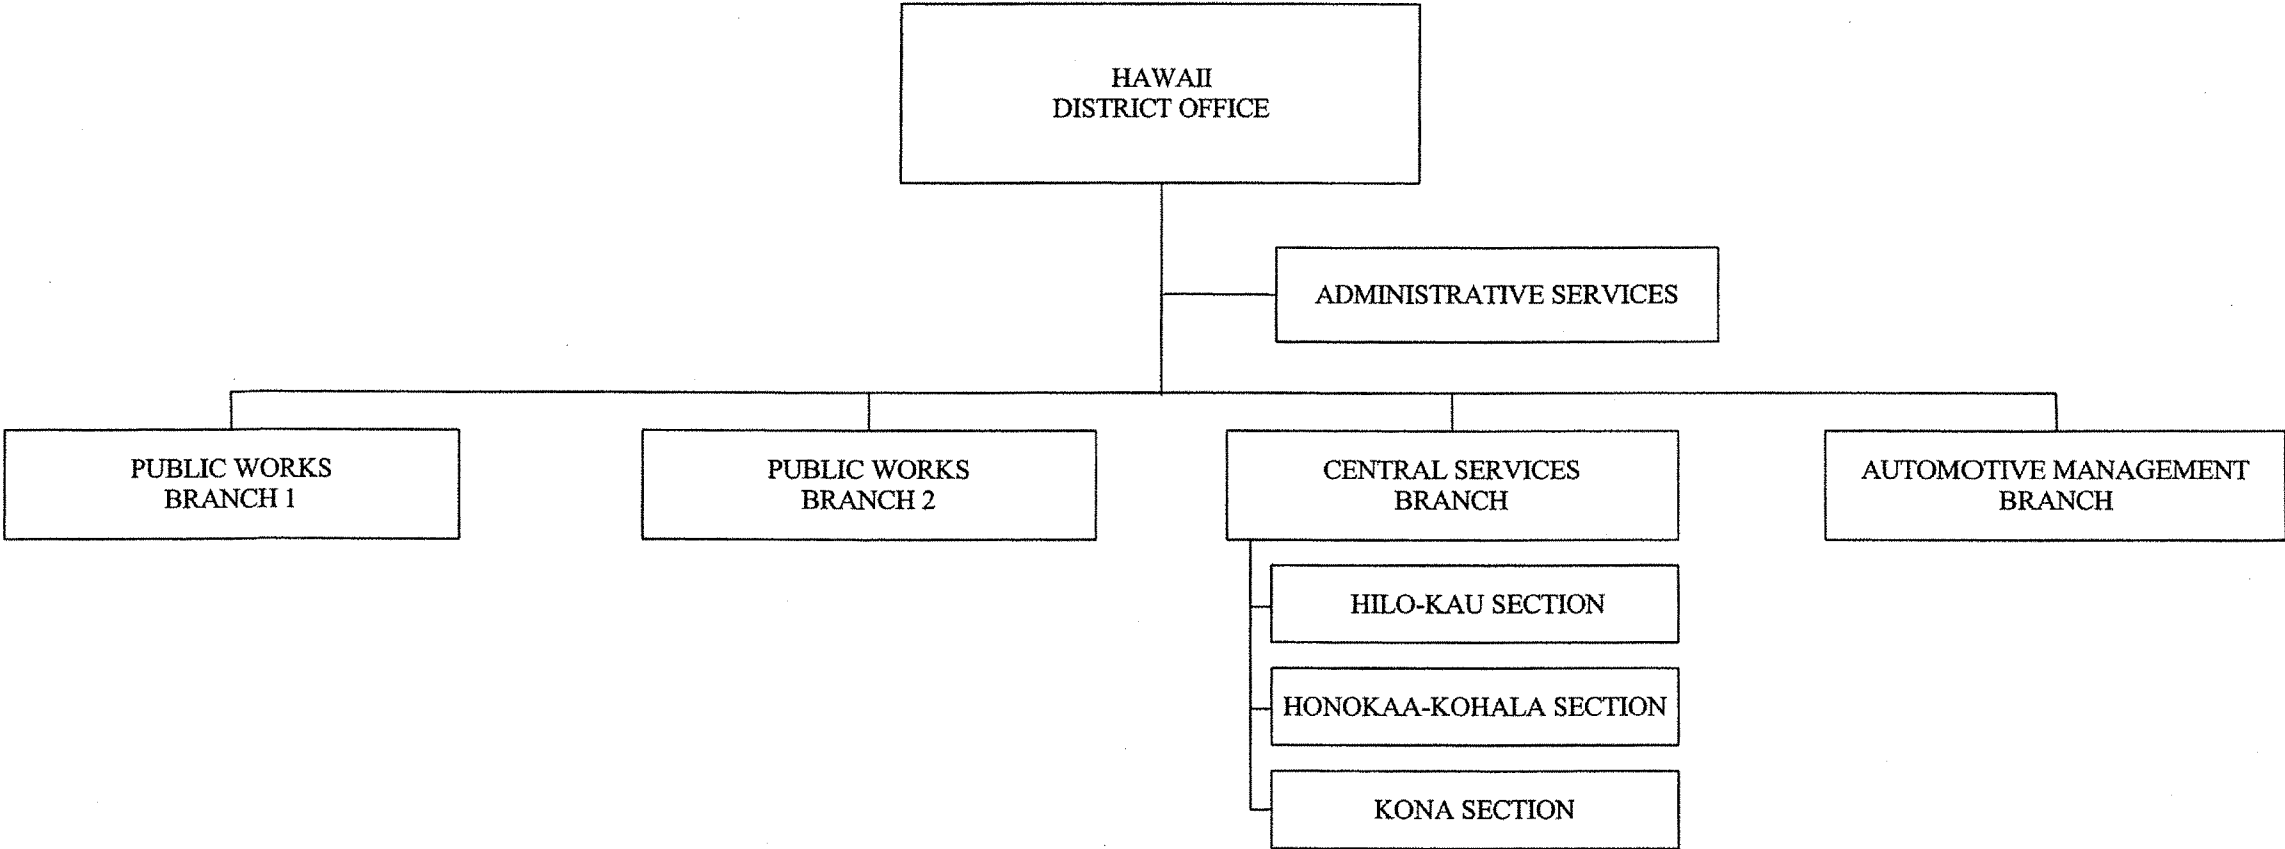 HAWAII
DISTRICT OFFICE
ADMINISTRATIVE SERVICES
PUBLIC WORKS
BRANCH 1
PUBLIC WORKS
BRANCH 2
CENTRAL SERVICES
BRANCH
AUTOMOTIVE MANAGEMENT
BRANCH
HILO-KAU SECTION
HONOKAA-KOHALA SECTION
KONA SECTION